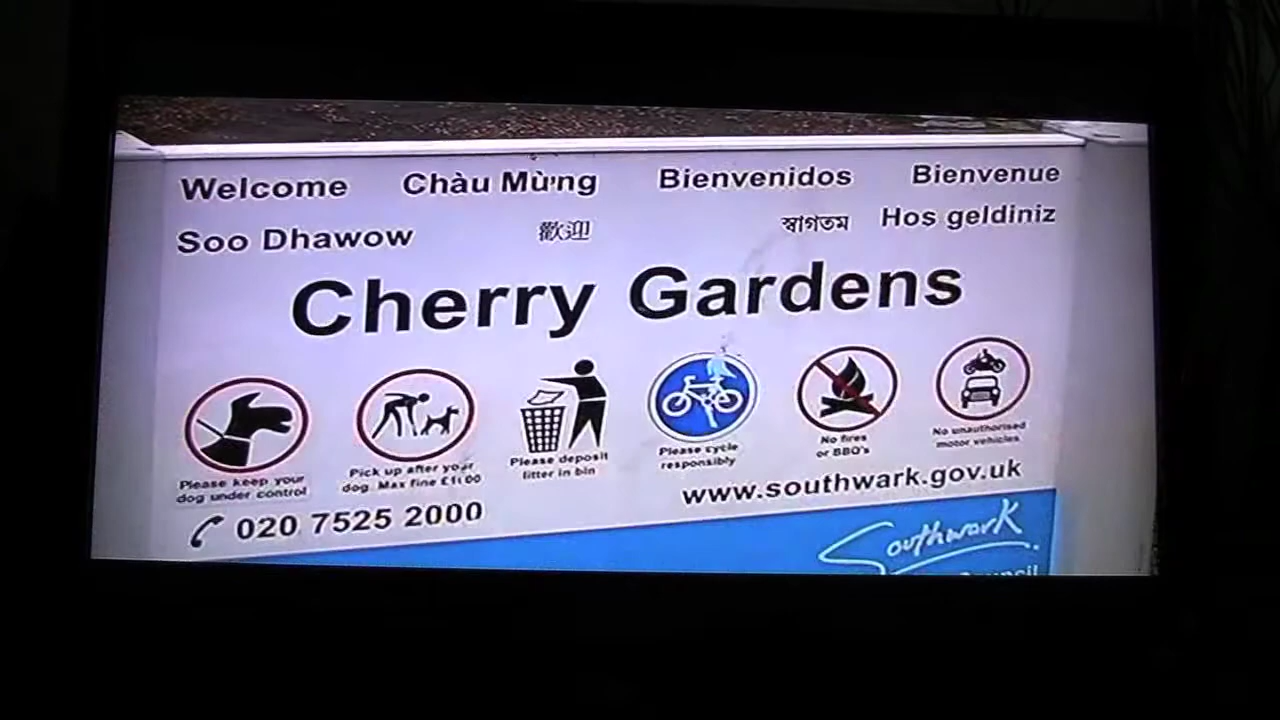 Welcome Chàu Mừng Bienvenidos Bienvenue
Soo Dhawow 歡迎 স্বাগতম Hoş geldiniz
Cherry Gardens
Please keep your
dog under control
Pick up after your
dog. Max fine
Please deposit
litter in bin
Please cycle
responsibly
No fires
or BBQ's
No unauthorised
motor vehicles
020 7525 2000
www.southwark.gov.uk
Southwark
Council